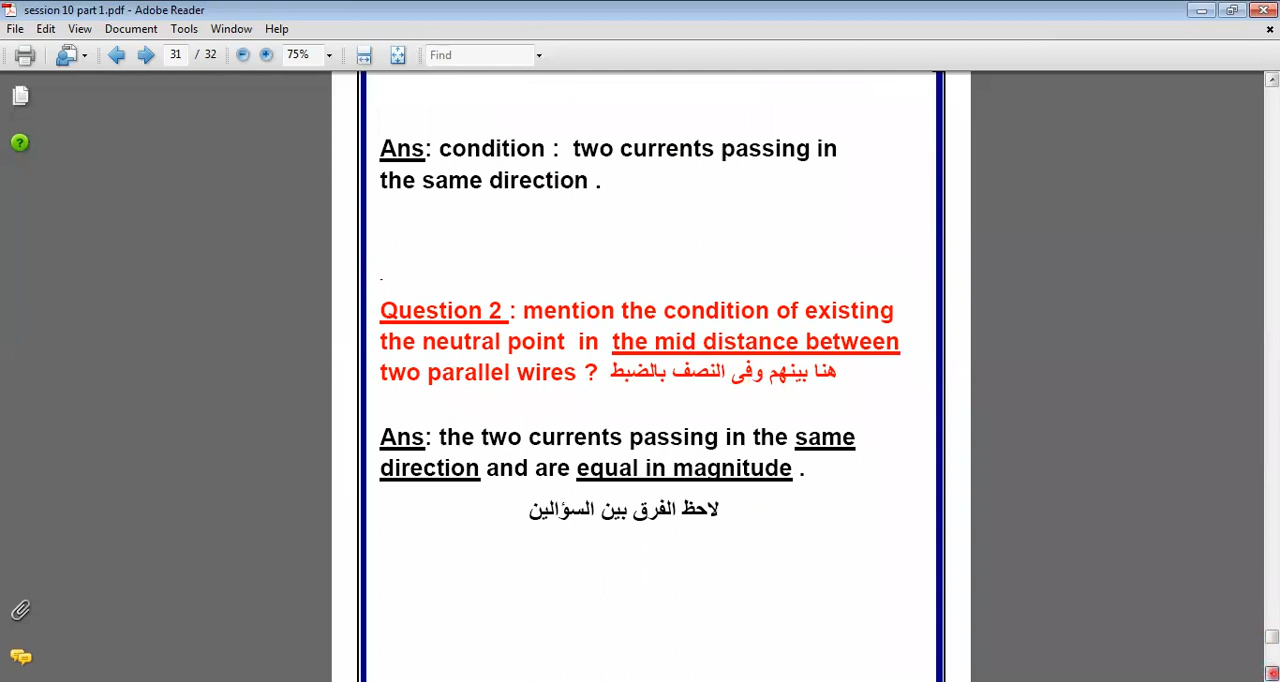 session 10 part 1.pdf - Adobe Reader
File Edit View Document Tools Window Help
31 / 32 75% Find
Ans: condition : two currents passing in
the same direction .
Question 2 : mention the condition of existing
the neutral point in the mid distance between
two parallel wires ? هنا بينهم وفى النصف بالضبط
Ans: the two currents passing in the same
direction and are equal in magnitude .
لاحظ الفرق بين السؤالين